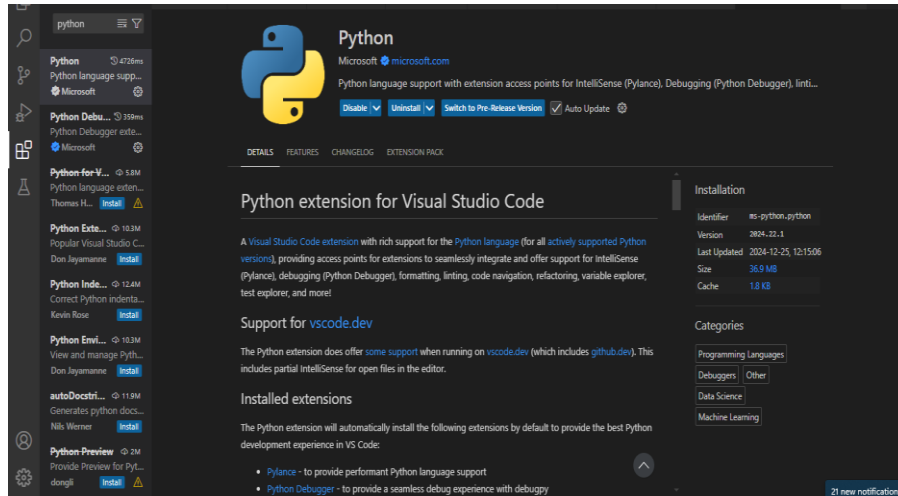 python
Python 4726ms
Python language supp...
Microsoft
Python Debu... 359ms
Python Debugger exte...
Microsoft
Python-for-V... 5.8M
Python language exten...
Thomas H... Install
Python Exte... 10.3M
Popular Visual Studio C...
Don Jayamanne Install
Python Inde... 12.4M
Correct Python indenta...
Kevin Rose Install
Python Envi... 10.3M
View and manage Pyth...
Don Jayamanne Install
autoDocstri... 11.9M
Generates python docs...
Nils Werner Install
Python-Preview 2M
Provide Preview for Pyt...
dongli Install
Python
Microsoft microsoft.com
Python language support with extension access points for IntelliSense (Pylance), Debugging (Python Debugger), linti...
Disable Uninstall Switch to Pre-Release Version Auto Update
DETAILS FEATURES CHANGELOG EXTENSION PACK
Python extension for Visual Studio Code
A Visual Studio Code extension with rich support for the Python language (for all actively supported Python
versions), providing access points for extensions to seamlessly integrate and offer support for IntelliSense
(Pylance), debugging (Python Debugger), formatting, linting, code navigation, refactoring, variable explorer,
test explorer, and more!
Support for vscode.dev
The Python extension does offer some support when running on vscode.dev (which includes github.dev). This
includes partial IntelliSense for open files in the editor.
Installed extensions
The Python extension will automatically install the following extensions by default to provide the best Python
development experience in VS Code:
• Pylance - to provide performant Python language support
• Python Debugger - to provide a seamless debug experience with debugpy
Installation
Identifier ms-python.python
Version 2024.22.1
Last Updated 2024-12-25, 12:15:06
Size 36.9 MB
Cache 1.8 KB
Categories
Programming Languages
Debuggers Other
Data Science
Machine Learning
21 new notification